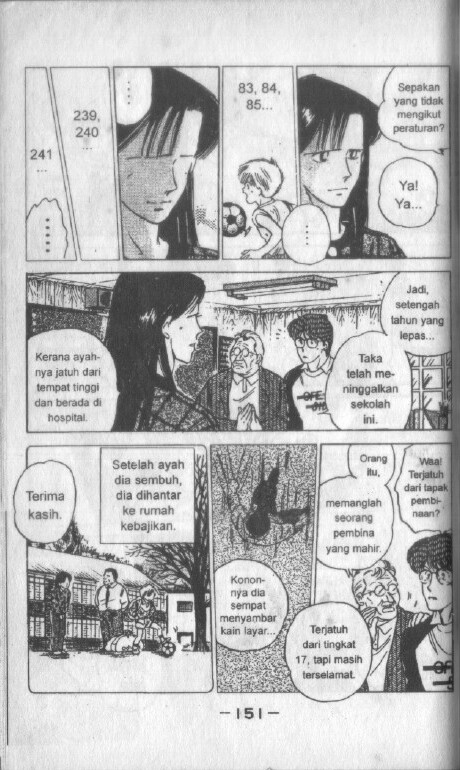 Sepakan
yang tidak
mengikut
peraturan?
Ya!
Ya...
...
83, 84,
85...
...
239,
240
...
241
...
.....
Jadi,
setengah
tahun yang
lepas...
Taka
telah me-
ninggalkan
sekolah
ini.
Kerana ayah-
nya jatuh dari
tempat tinggi
dan berada di
hospital.
Waa!
Terjatuh
dari tapak
pembi-
naan?
Orang
itu,
memanglah
seorang
pembina
yang mahir.
Terjatuh
dari tingkat
17, tapi masih
terselamat.
Konon-
nya dia
sempat
menyambar
kain layar...
Setelah ayah
dia sembuh,
dia dihantar
ke rumah
kebajikan.
Terima
kasih.
－151－